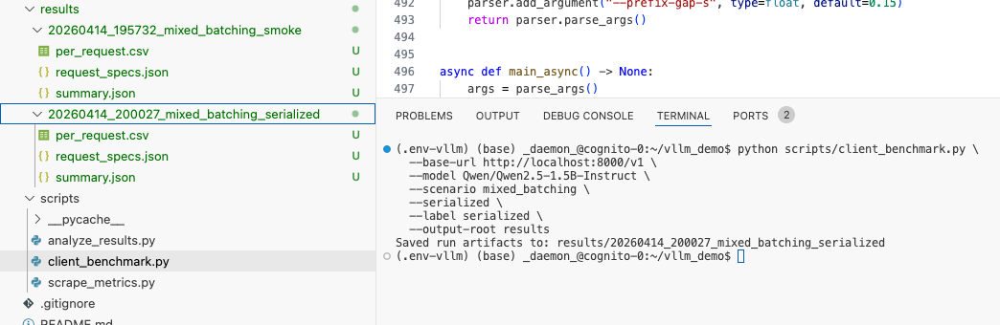 results
20260414_195732_mixed_batching_smoke
per_request.csv U
{} request_specs.json U
{} summary.json U
20260414_200027_mixed_batching_serialized
per_request.csv U
{} request_specs.json U
{} summary.json U
scripts
__pycache__
analyze_results.py
client_benchmark.py
scrape_metrics.py
.gitignore
README.md
492 parser.add_argument("--prefix-gap-s", type=float, default=0.15)
493 return parser.parse_args()
494
495
496 async def main_async() -> None:
497 args = parse_args()
PROBLEMS OUTPUT DEBUG CONSOLE TERMINAL PORTS 2
(.env-vllm) (base) _daemon_@cognito-0:~/vllm_demo$ python scripts/client_benchmark.py \
--base-url http://localhost:8000/v1 \
--model Qwen/Qwen2.5-1.5B-Instruct \
--scenario mixed_batching \
--serialized \
--label serialized \
--output-root results
Saved run artifacts to: results/20260414_200027_mixed_batching_serialized
(.env-vllm) (base) _daemon_@cognito-0:~/vllm_demo$